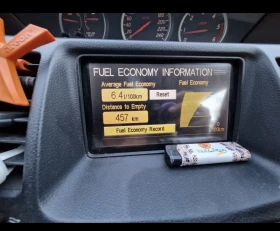 FUEL ECONOMY INFORMATION
Average Fuel Economy
Fuel Economy
6.4 l/100km
Reset
Distance to Empty
457 km
Fuel Economy Record